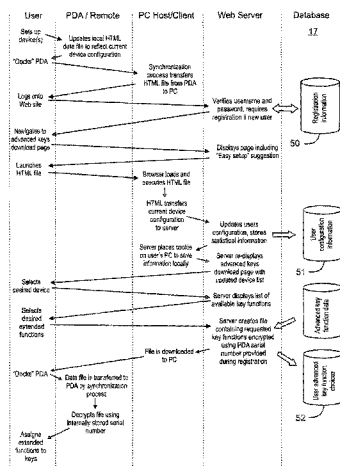 User
PDA / Remote
PC Host/Client
Web Server
Database
17
Sets up
device(s)
Updates local HTML
data file to reflect current
device configuration
"Docks" PDA
Synchronization
process transfers
HTML file from PDA
to PC
Logs onto
Web site
Verifies username and
password, requires
registration if new user
Registration
information
50
Navigates to
advanced keys
download page
Displays page including
"Easy setup" suggestion
Launches
HTML file
Browser loads and
executes HTML file
HTML transfers
current device
configuration
to server
Updates users
configuration, stores
statistical information
User
configuration
information
51
Server places cookie
on user's PC to save
information locally
Server re-displays
advanced keys
download page with
updated device list
Selects
desired device
Server displays list of
available key functions
Selects
desired
extended
functions
Advanced key
function data
Server creates file
containing requested
key functions encrypted
using PDA serial
number provided
during registration
User advanced
key function
choices
52
File is downloaded
to PC
"Docks" PDA
Data file is transferred to
PDA by synchronization
process
Decrypts file using
internally stored serial
number
Assigns
extended
functions to keys